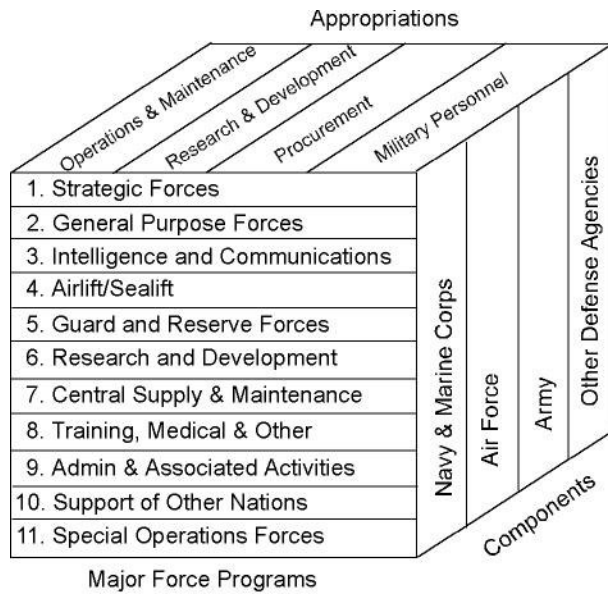 Appropriations
Operations & Maintenance
Research & Development
Procurement
Military Personnel
1. Strategic Forces
2. General Purpose Forces
3. Intelligence and Communications
4. Airlift/Sealift
5. Guard and Reserve Forces
6. Research and Development
7. Central Supply & Maintenance
8. Training, Medical & Other
9. Admin & Associated Activities
10. Support of Other Nations
11. Special Operations Forces
Navy & Marine Corps
Air Force
Army
Other Defense Agencies
Components
Major Force Programs